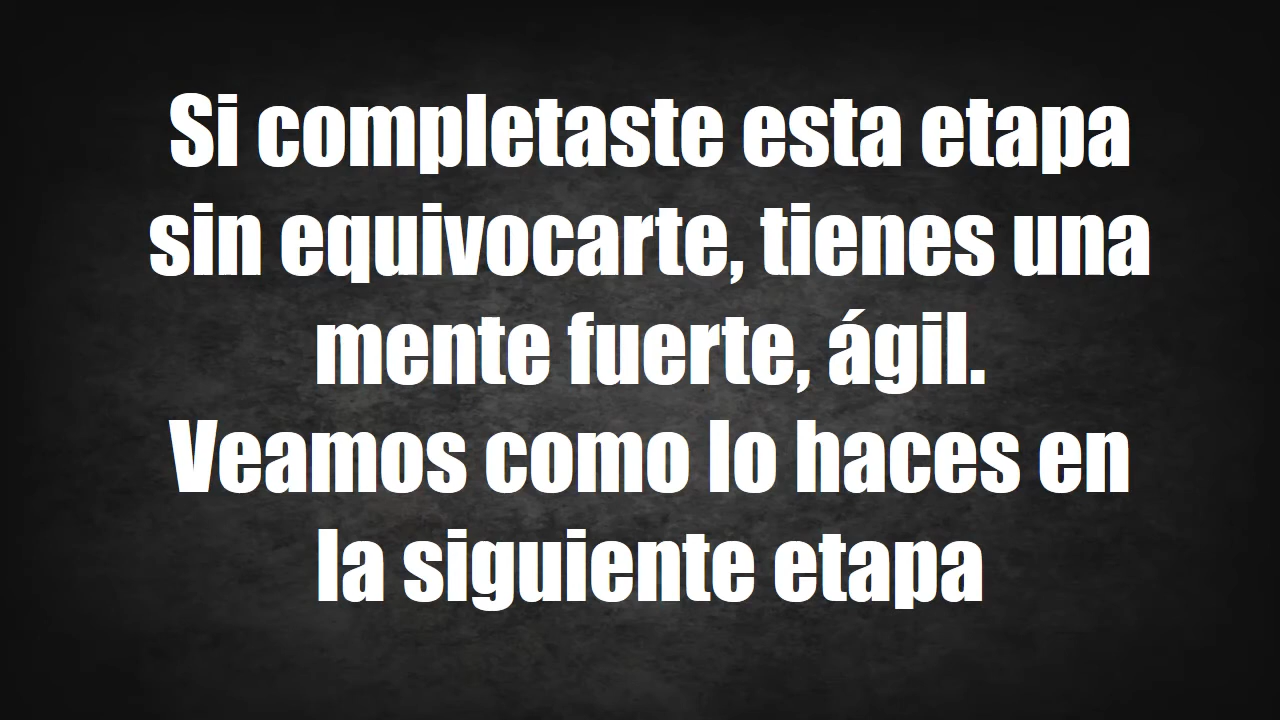 Si completaste esta etapa
sin equivocarte, tienes una
mente fuerte, ágil.
Veamos como lo haces en
la siguiente etapa